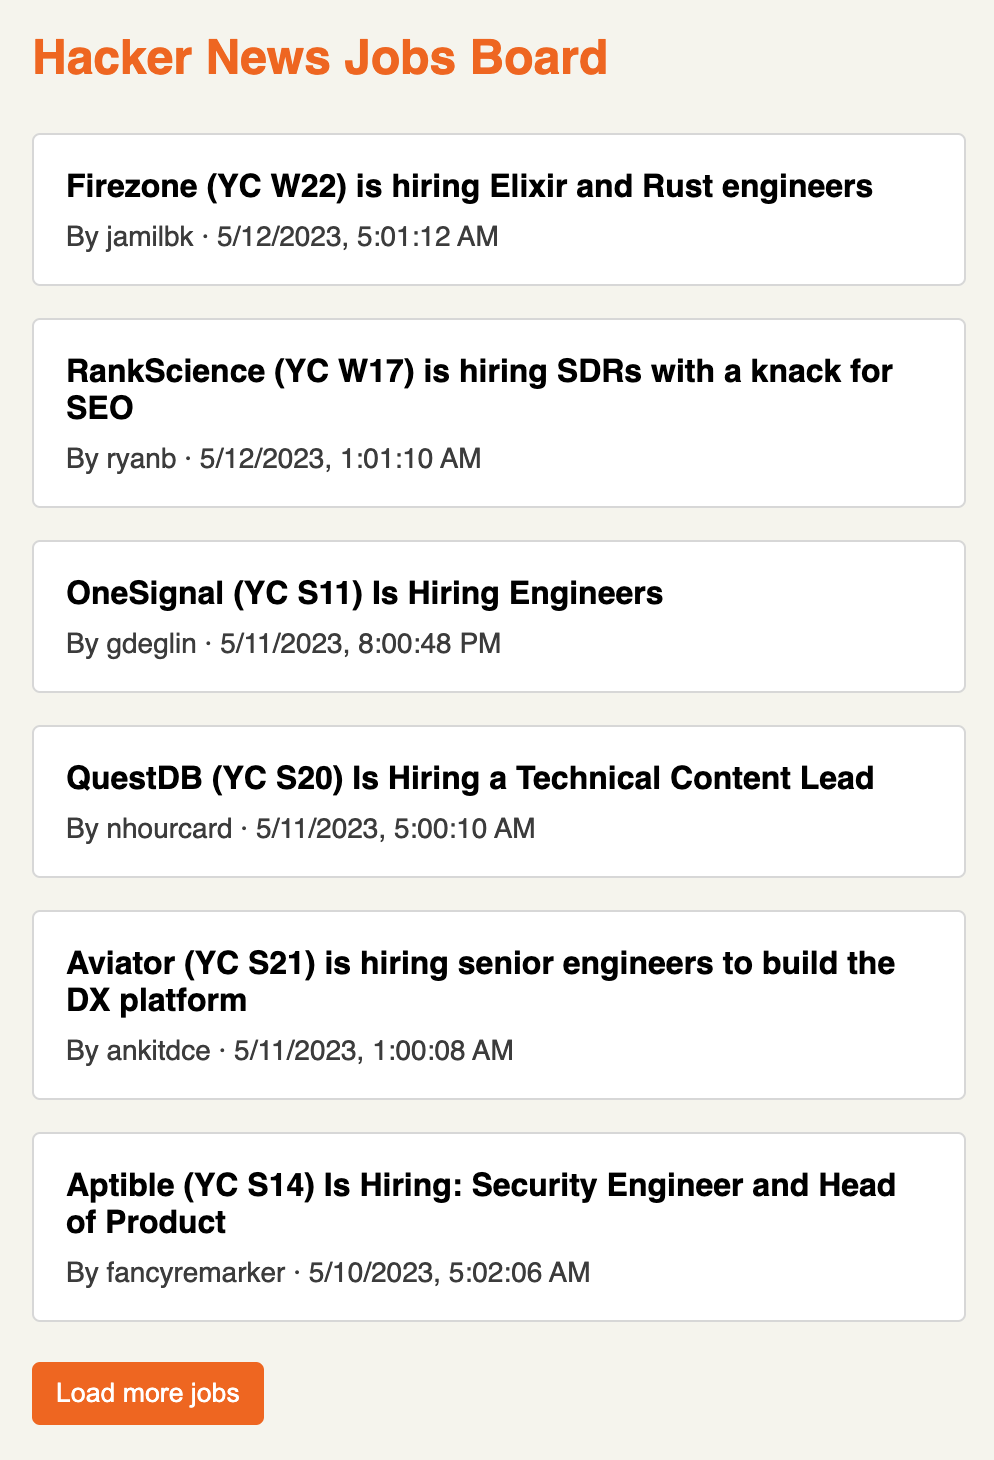 Hacker News Jobs Board
Firezone (YC W22) is hiring Elixir and Rust engineers
By jamilbk · 5/12/2023, 5:01:12 AM
RankScience (YC W17) is hiring SDRs with a knack for
SEO
By ryanb · 5/12/2023, 1:01:10 AM
OneSignal (YC S11) Is Hiring Engineers
By gdeglin · 5/11/2023, 8:00:48 PM
QuestDB (YC S20) Is Hiring a Technical Content Lead
By nhourcard · 5/11/2023, 5:00:10 AM
Aviator (YC S21) is hiring senior engineers to build the
DX platform
By ankitdce · 5/11/2023, 1:00:08 AM
Aptible (YC S14) Is Hiring: Security Engineer and Head
of Product
By fancyremarker · 5/10/2023, 5:02:06 AM
Load more jobs